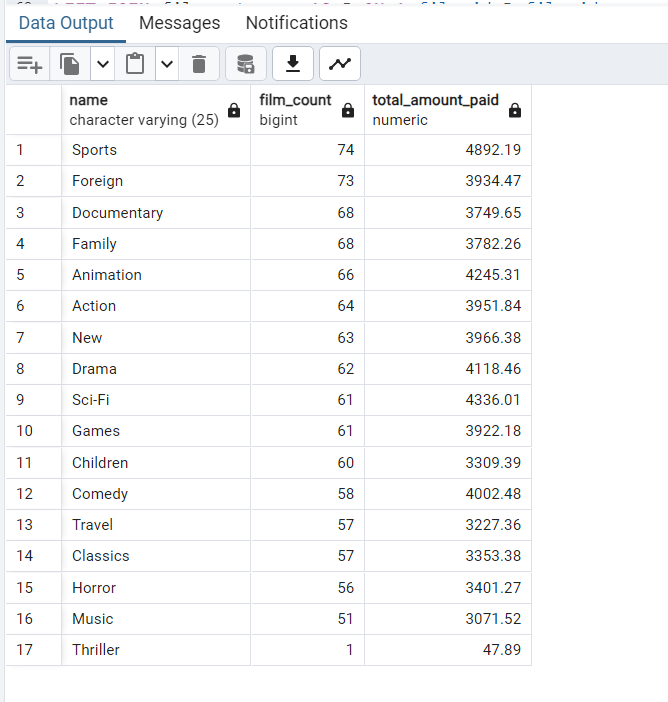 Data Output Messages Notifications
name film_count total_amount_paid
character varying (25) bigint numeric
1 Sports 74 4892.19
2 Foreign 73 3934.47
3 Documentary 68 3749.65
4 Family 68 3782.26
5 Animation 66 4245.31
6 Action 64 3951.84
7 New 63 3966.38
8 Drama 62 4118.46
9 Sci-Fi 61 4336.01
10 Games 61 3922.18
11 Children 60 3309.39
12 Comedy 58 4002.48
13 Travel 57 3227.36
14 Classics 57 3353.38
15 Horror 56 3401.27
16 Music 51 3071.52
17 Thriller 1 47.89